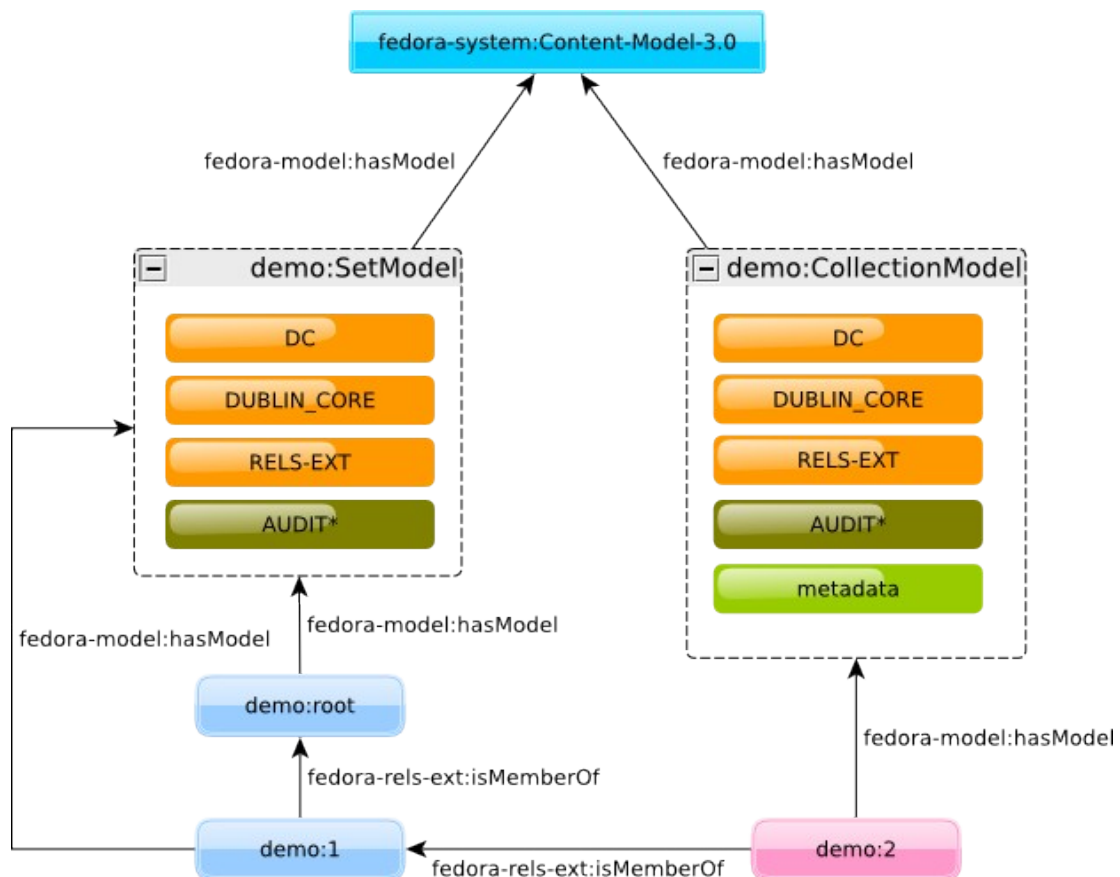 fedora-system:Content-Model-3.0
fedora-model:hasModel
fedora-model:hasModel
demo:SetModel
DC
DUBLIN_CORE
RELS-EXT
AUDIT*
demo:CollectionModel
DC
DUBLIN_CORE
RELS-EXT
AUDIT*
metadata
fedora-model:hasModel
fedora-model:hasModel
demo:root
fedora-model:hasModel
fedora-rels-ext:isMemberOf
demo:1
fedora-rels-ext:isMemberOf
demo:2